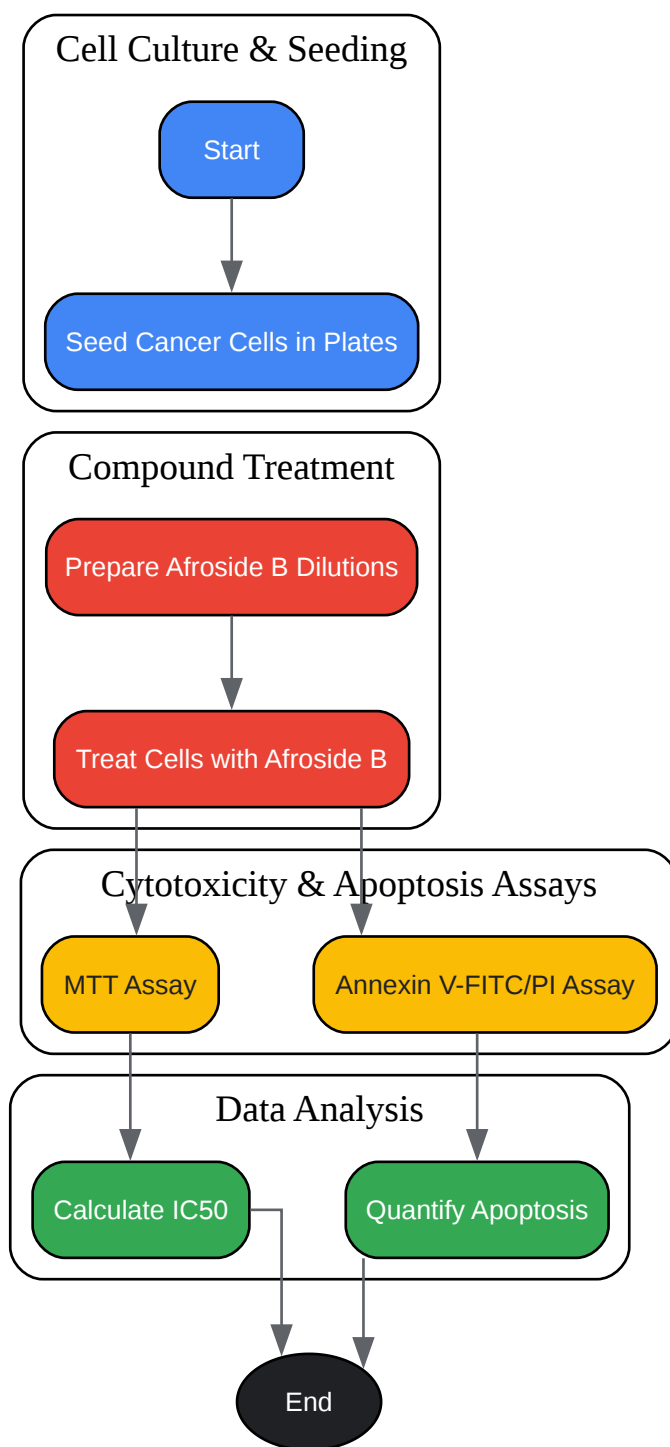 Cell Culture & Seeding
Start
Seed Cancer Cells in Plates
Compound Treatment
Prepare Afroside B Dilutions
Treat Cells with Afroside B
Cytotoxicity & Apoptosis Assays
MTT Assay
Annexin V-FITC/PI Assay
Data Analysis
Calculate IC50
Quantify Apoptosis
End